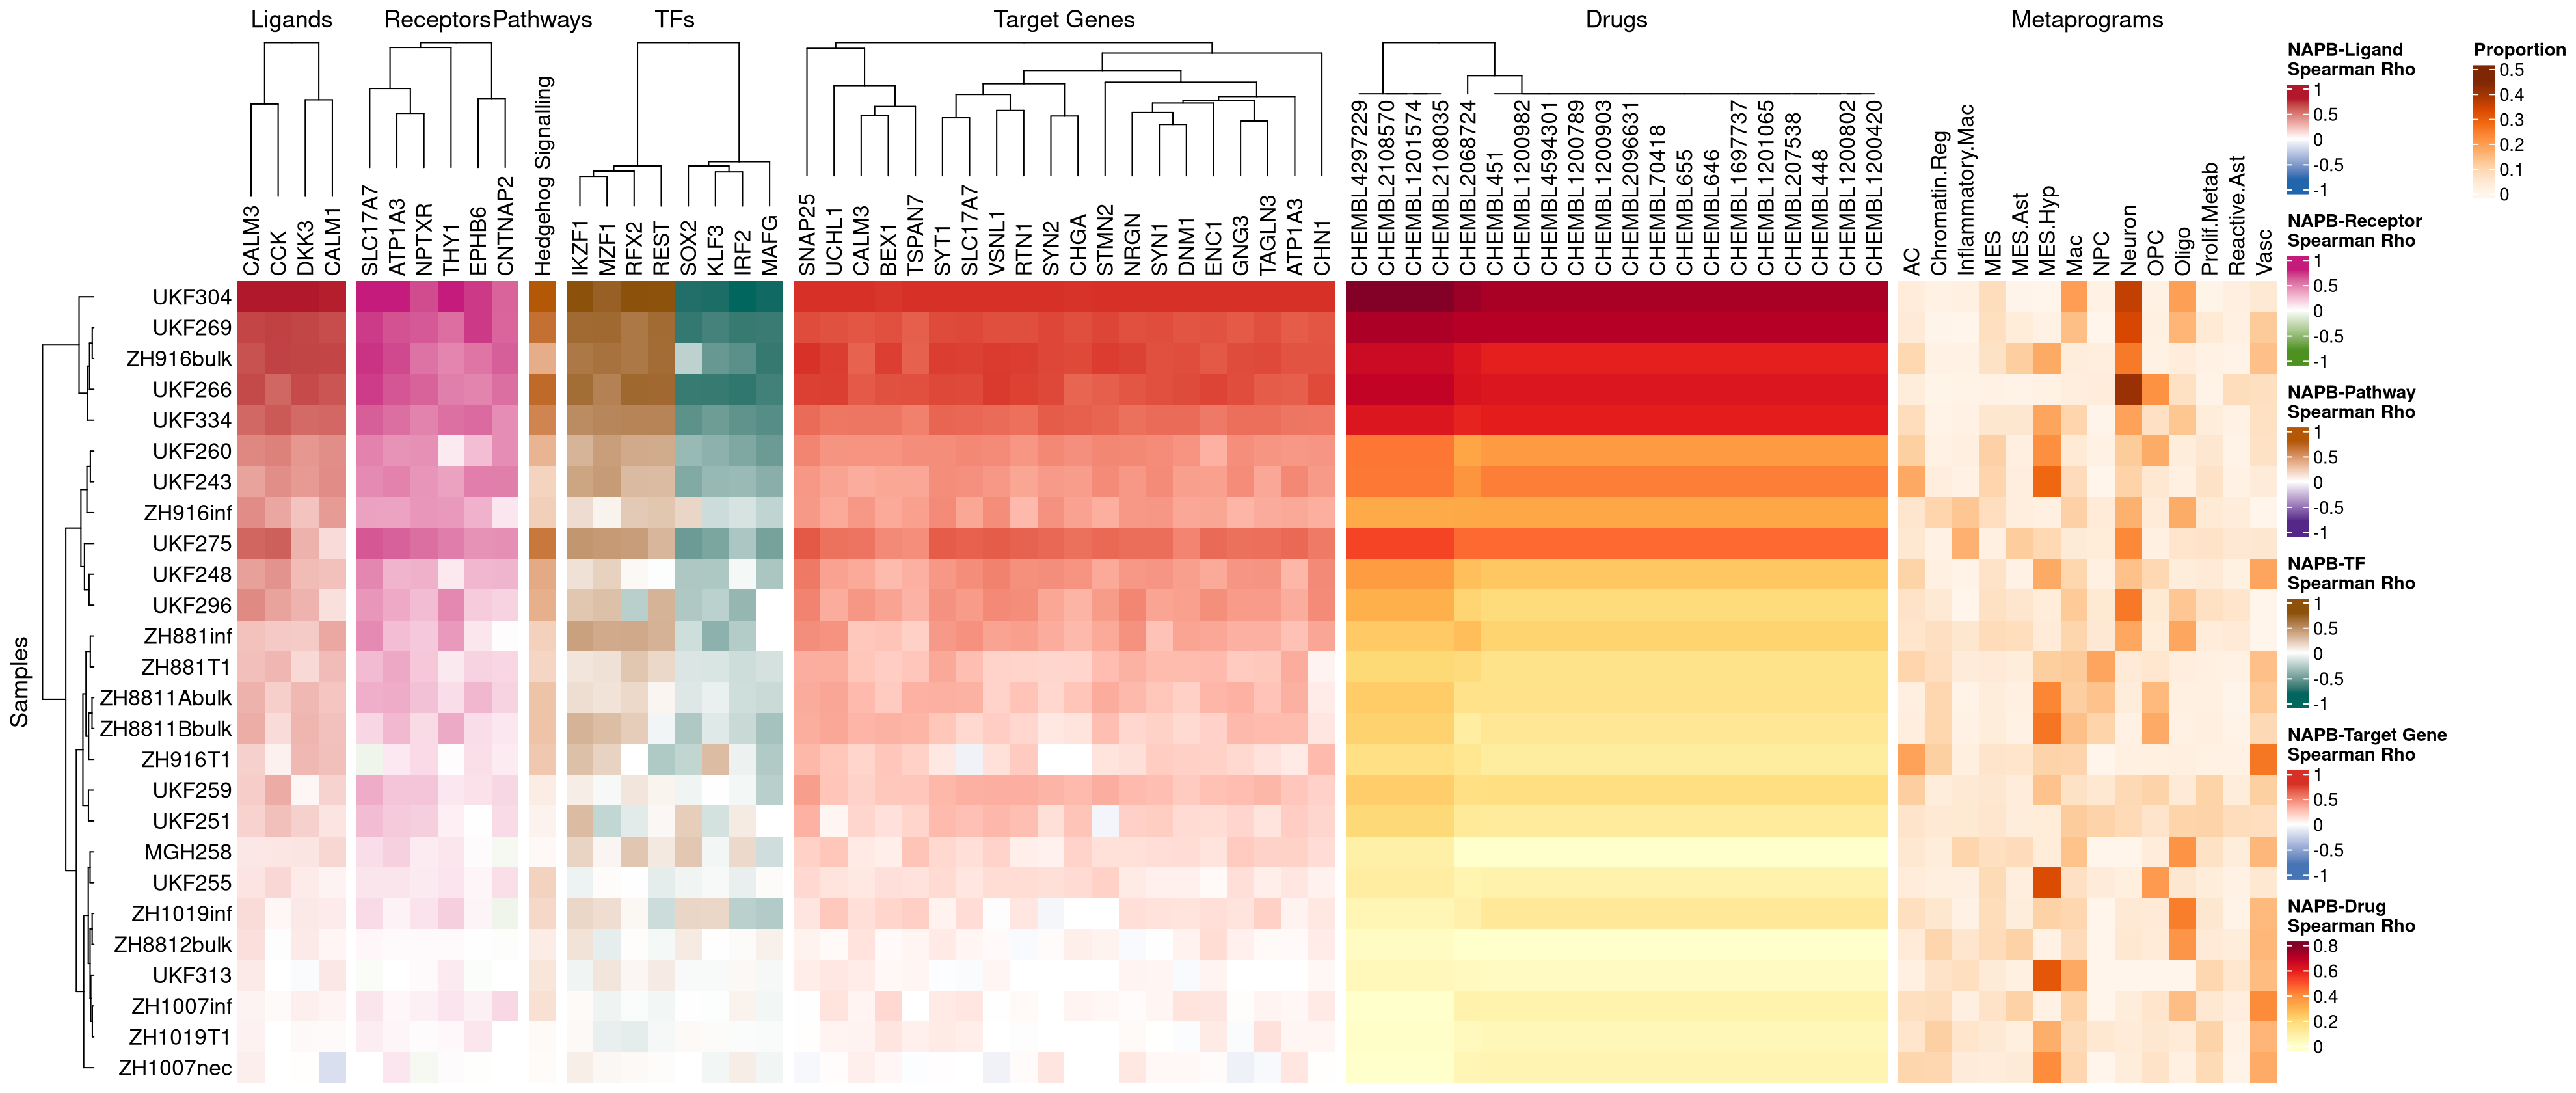 Ligands
Receptors
Pathways
TFs
Target Genes
Drugs
Metaprograms
CALM3
CCK
DKK3
CALM1
SLC17A7
ATP1A3
NPTXR
THY1
EPHB6
CNTNAP2
Hedgehog Signalling
IKZF1
MZF1
RFX2
REST
SOX2
KLF3
IRF2
MAFG
SNAP25
UCHL1
CALM3
BEX1
TSPAN7
SYT1
SLC17A7
VSNL1
RTN1
SYN2
CHGA
STMN2
NRGN
SYN1
DNM1
ENC1
GNG3
TAGLN3
ATP1A3
CHN1
CHEMBL4297229
CHEMBL2108570
CHEMBL1201574
CHEMBL2108035
CHEMBL2068724
CHEMBL451
CHEMBL1200982
CHEMBL4594301
CHEMBL1200789
CHEMBL1200903
CHEMBL2096631
CHEMBL70418
CHEMBL655
CHEMBL646
CHEMBL1697737
CHEMBL1201065
CHEMBL207538
CHEMBL448
CHEMBL1200802
CHEMBL1200420
AC
Chromatin.Reg
Inflammatory.Mac
MES
MES.Ast
MES.Hyp
Mac
NPC
Neuron
OPC
Oligo
Prolif.Metab
Reactive.Ast
Vasc
Samples
UKF304
UKF269
ZH916bulk
UKF266
UKF334
UKF260
UKF243
ZH916inf
UKF275
UKF248
UKF296
ZH881inf
ZH881T1
ZH8811Abulk
ZH8811Bbulk
ZH916T1
UKF259
UKF251
MGH258
UKF255
ZH1019inf
ZH8812bulk
UKF313
ZH1007inf
ZH1019T1
ZH1007nec
NAPB-Ligand
Spearman Rho
1
0.5
0
-0.5
-1
NAPB-Receptor
Spearman Rho
1
0.5
0
-0.5
-1
NAPB-Pathway
Spearman Rho
1
0.5
0
-0.5
-1
NAPB-TF
Spearman Rho
1
0.5
0
-0.5
-1
NAPB-Target Gene
Spearman Rho
1
0.5
0
-0.5
-1
NAPB-Drug
Spearman Rho
0.8
0.6
0.4
0.2
0
Proportion
0.5
0.4
0.3
0.2
0.1
0